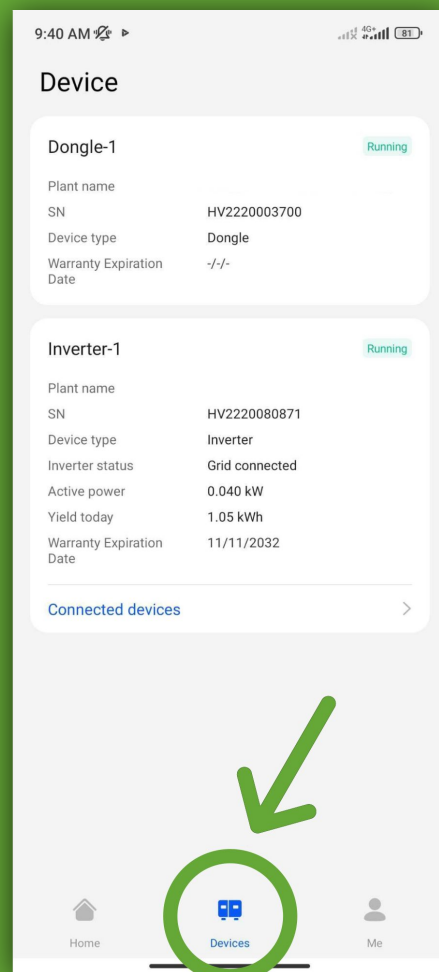 9:40 AM
4G+
81
Device
Dongle-1 Running
Plant name
SN HV2220003700
Device type Dongle
Warranty Expiration -/-/-
Date
Inverter-1 Running
Plant name
SN HV2220080871
Device type Inverter
Inverter status Grid connected
Active power 0.040 kW
Yield today 1.05 kWh
Warranty Expiration 11/11/2032
Date
Connected devices
Home Devices Me